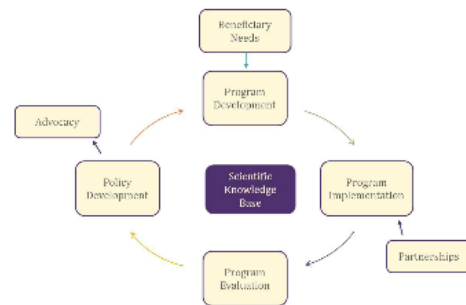 Beneficiary
Needs
Program
Development
Advocacy
Policy
Development
Scientific
Knowledge
Base
Program
Implementation
Partnerships
Program
Evaluation